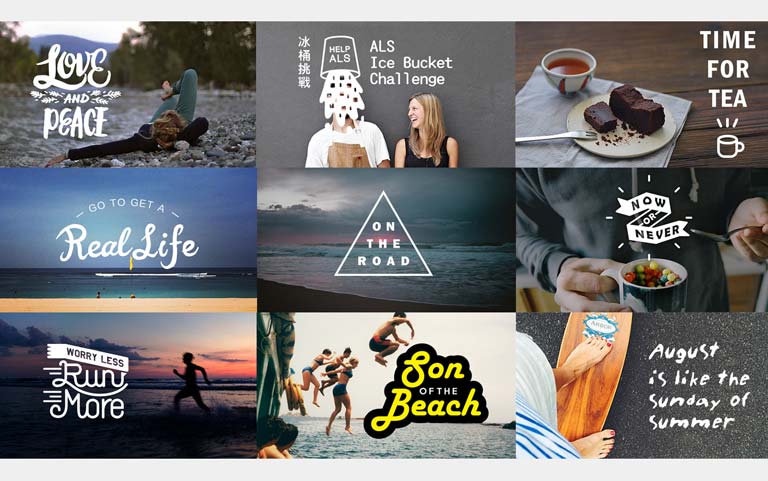 LOVE
AND
PEACE
冰桶挑戰
HELP
ALS
ALS
Ice Bucket
Challenge
TIME
FOR
TEA
GO TO GET A
Real Life
ON
THE
ROAD
NOW
OR
NEVER
WORRY LESS
Run
More
Son
OF THE
Beach
ARBOR
August
is like the
sunday of
summer